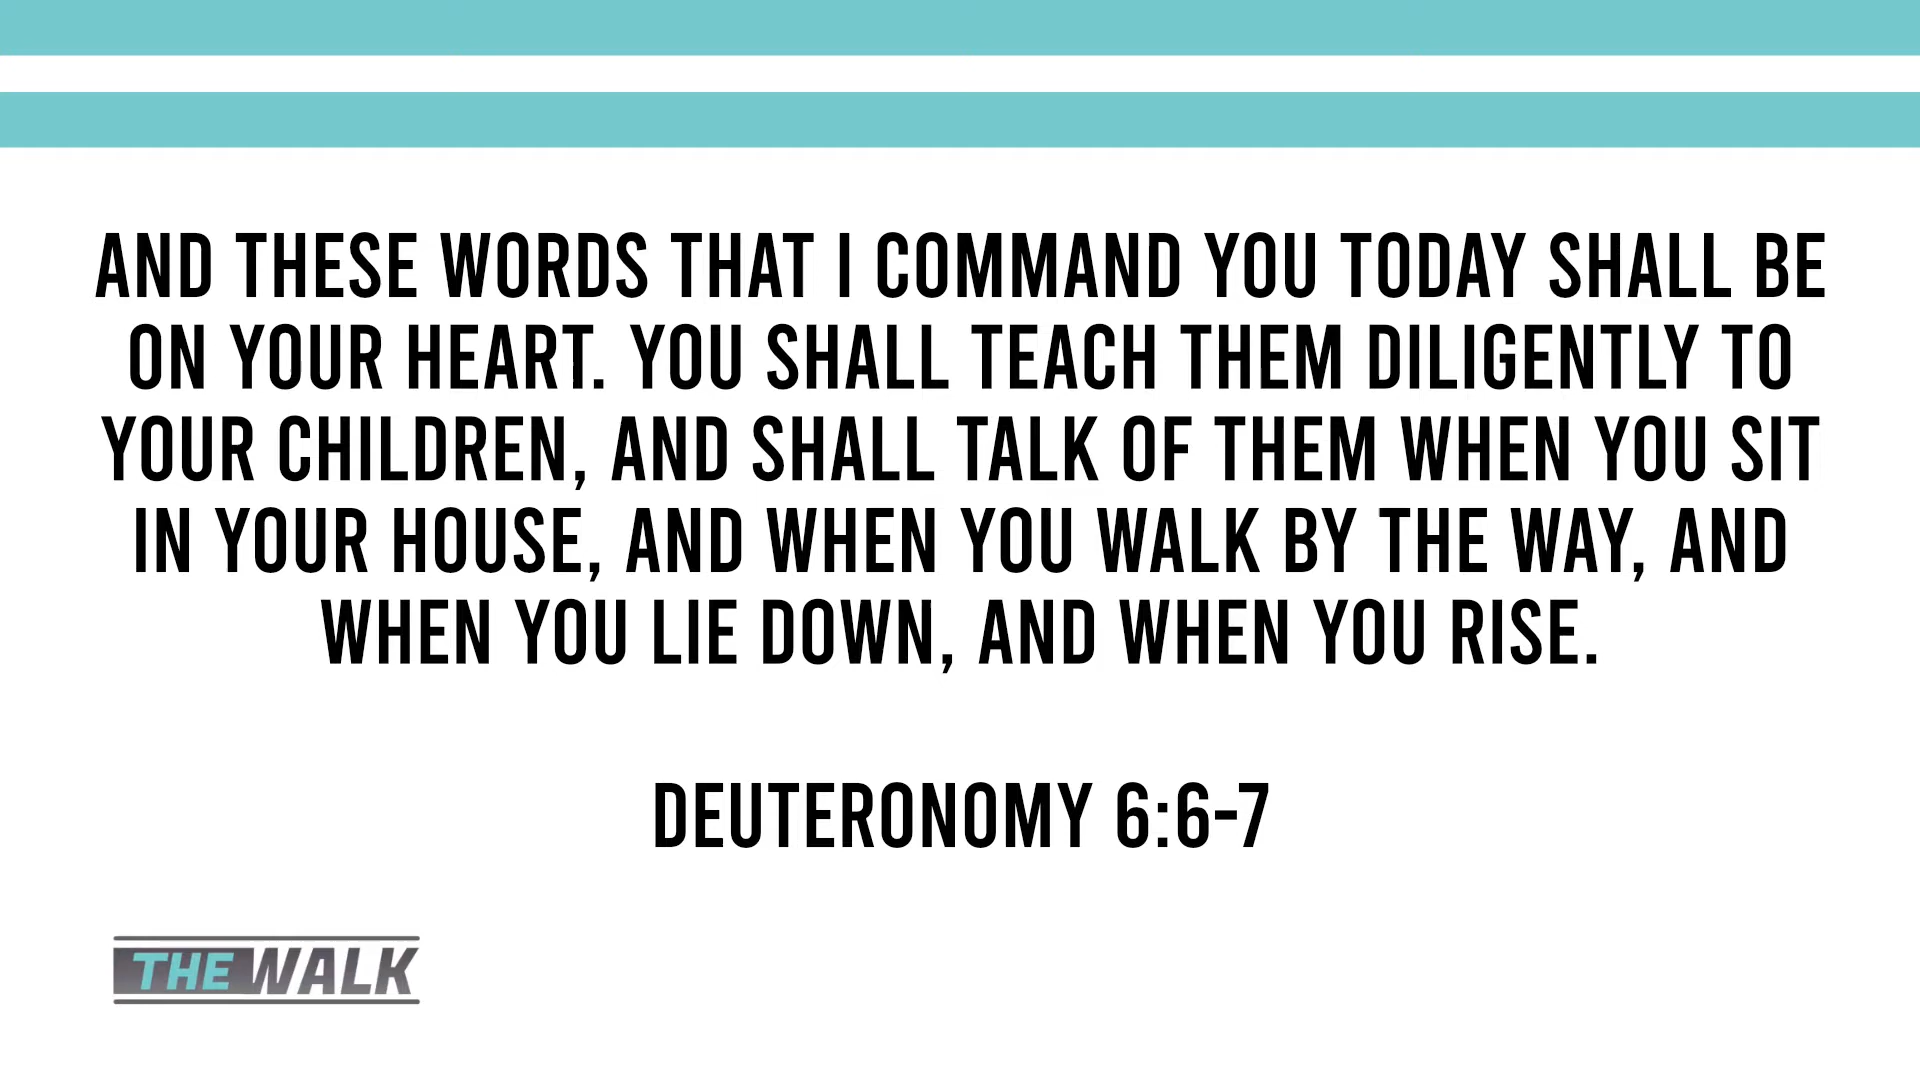 AND THESE WORDS THAT I COMMAND YOU TODAY SHALL BE
ON YOUR HEART. YOU SHALL TEACH THEM DILIGENTLY TO
YOUR CHILDREN, AND SHALL TALK OF THEM WHEN YOU SIT
IN YOUR HOUSE, AND WHEN YOU WALK BY THE WAY, AND
WHEN YOU LIE DOWN, AND WHEN YOU RISE.
DEUTERONOMY 6:6-7
THE WALK